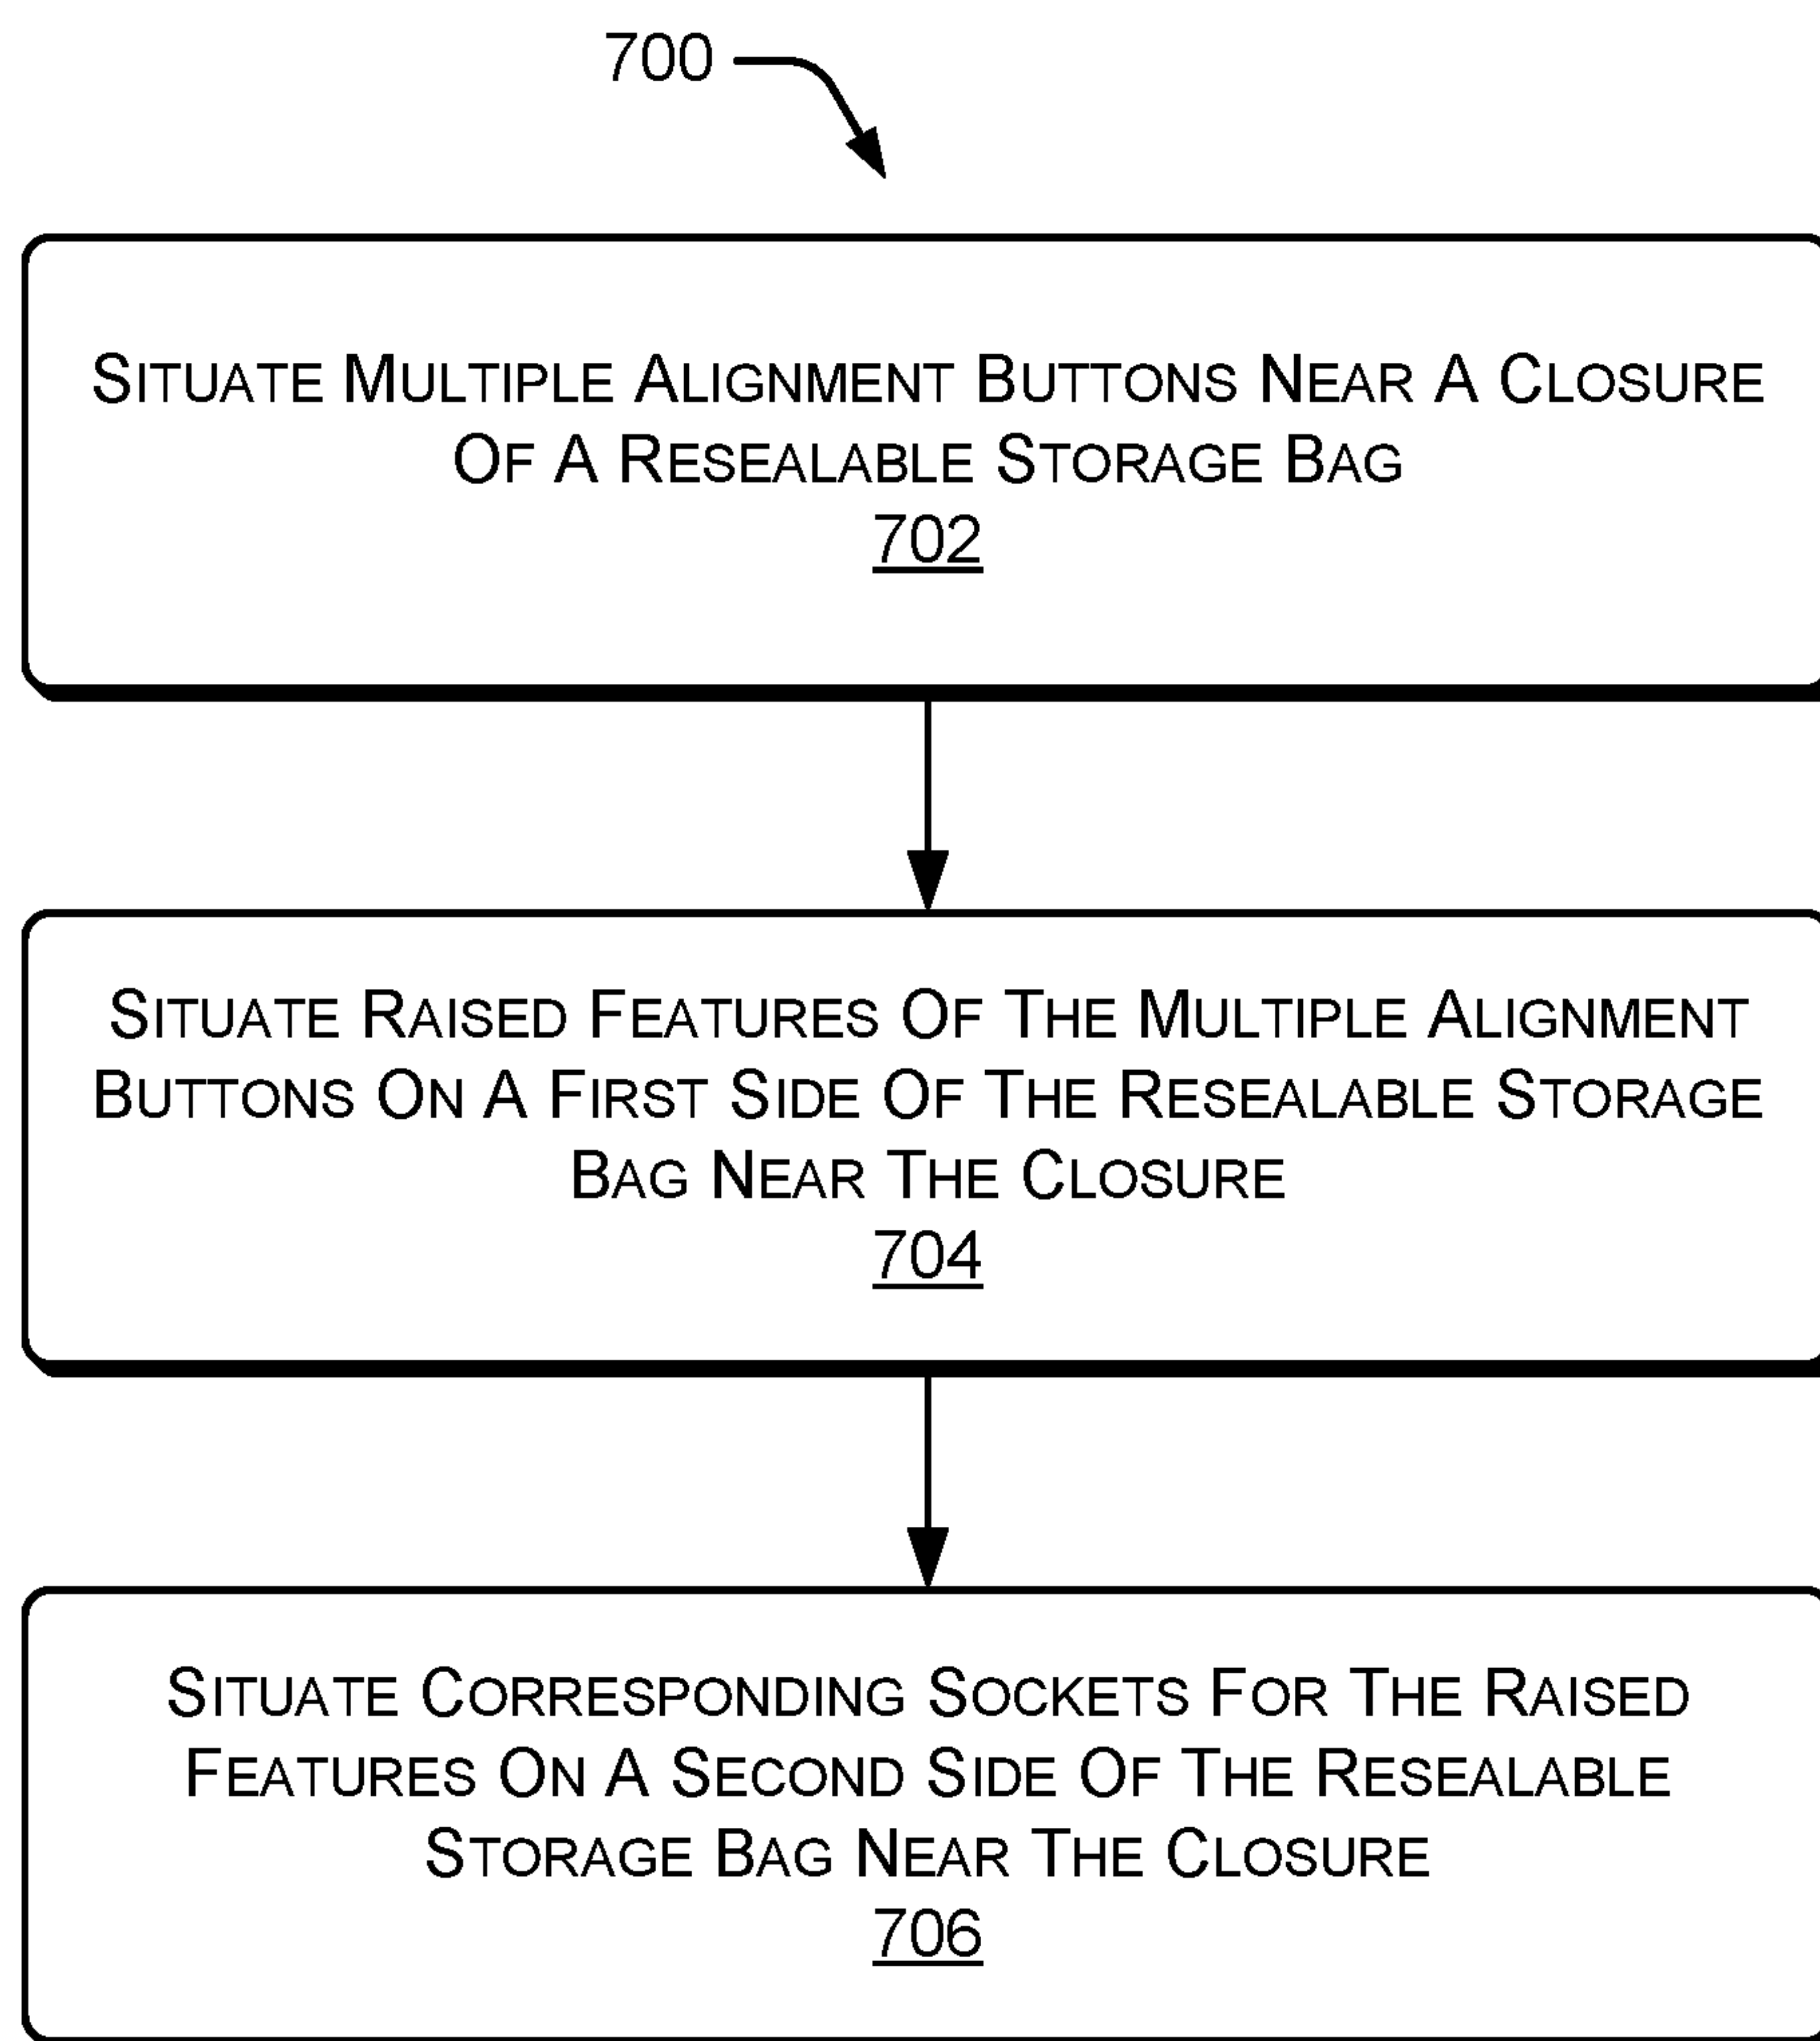 700
SITUATE MULTIPLE ALIGNMENT BUTTONS NEAR A CLOSURE
OF A RESEALABLE STORAGE BAG
702
SITUATE RAISED FEATURES OF THE MULTIPLE ALIGNMENT
BUTTONS ON A FIRST SIDE OF THE RESEALABLE STORAGE
BAG NEAR THE CLOSURE
704
SITUATE CORRESPONDING SOCKETS FOR THE RAISED
FEATURES ON A SECOND SIDE OF THE RESEALABLE
STORAGE BAG NEAR THE CLOSURE
706